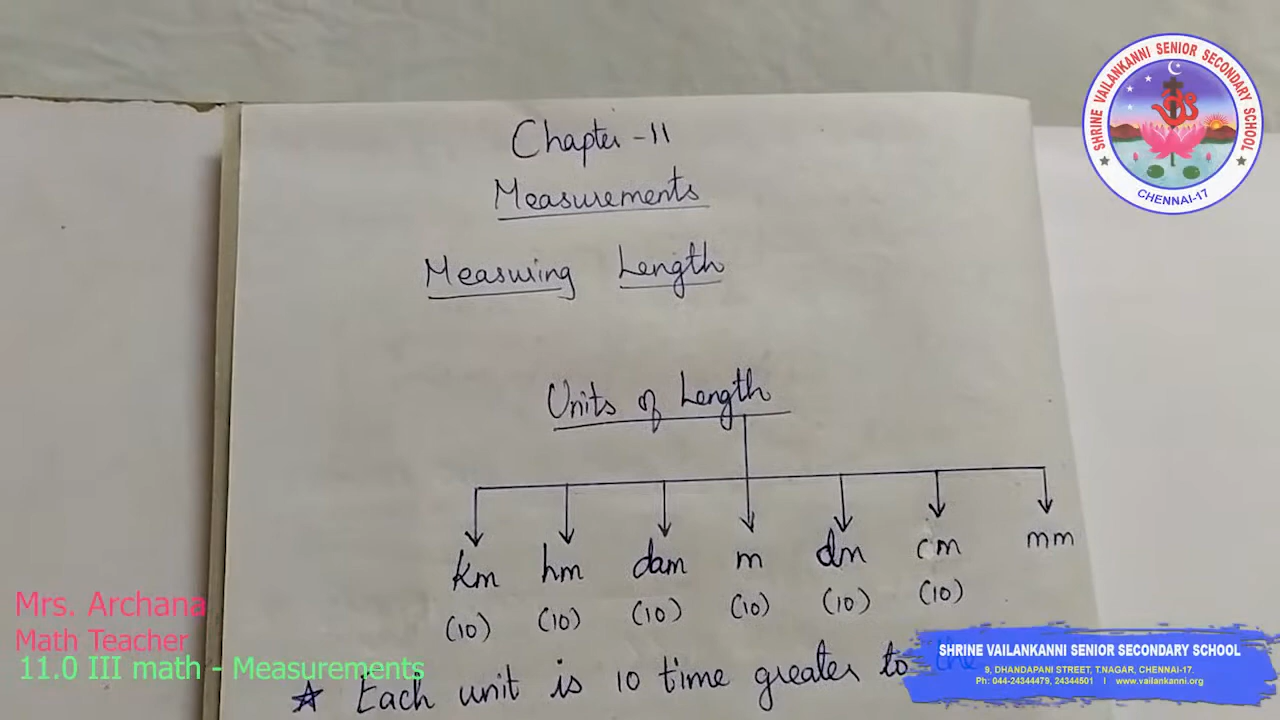 Chapter -11
Measurements
Measuring Length
Units of Length
km hm dam m dm cm mm
(10) (10) (10) (10) (10) (10)
★ Each unit is 10 time greater to the
SHRINE VAILANKANNI SENIOR SECONDARY SCHOOL
CHENNAI-17
Mrs. Archana
Math Teacher
11.0 III math - Measurements
SHRINE VAILANKANNI SENIOR SECONDARY SCHOOL
9, DHANDAPANI STREET, T.NAGAR, CHENNAI-17.
Ph: 044-24344479, 24344501 I www.vailankanni.org